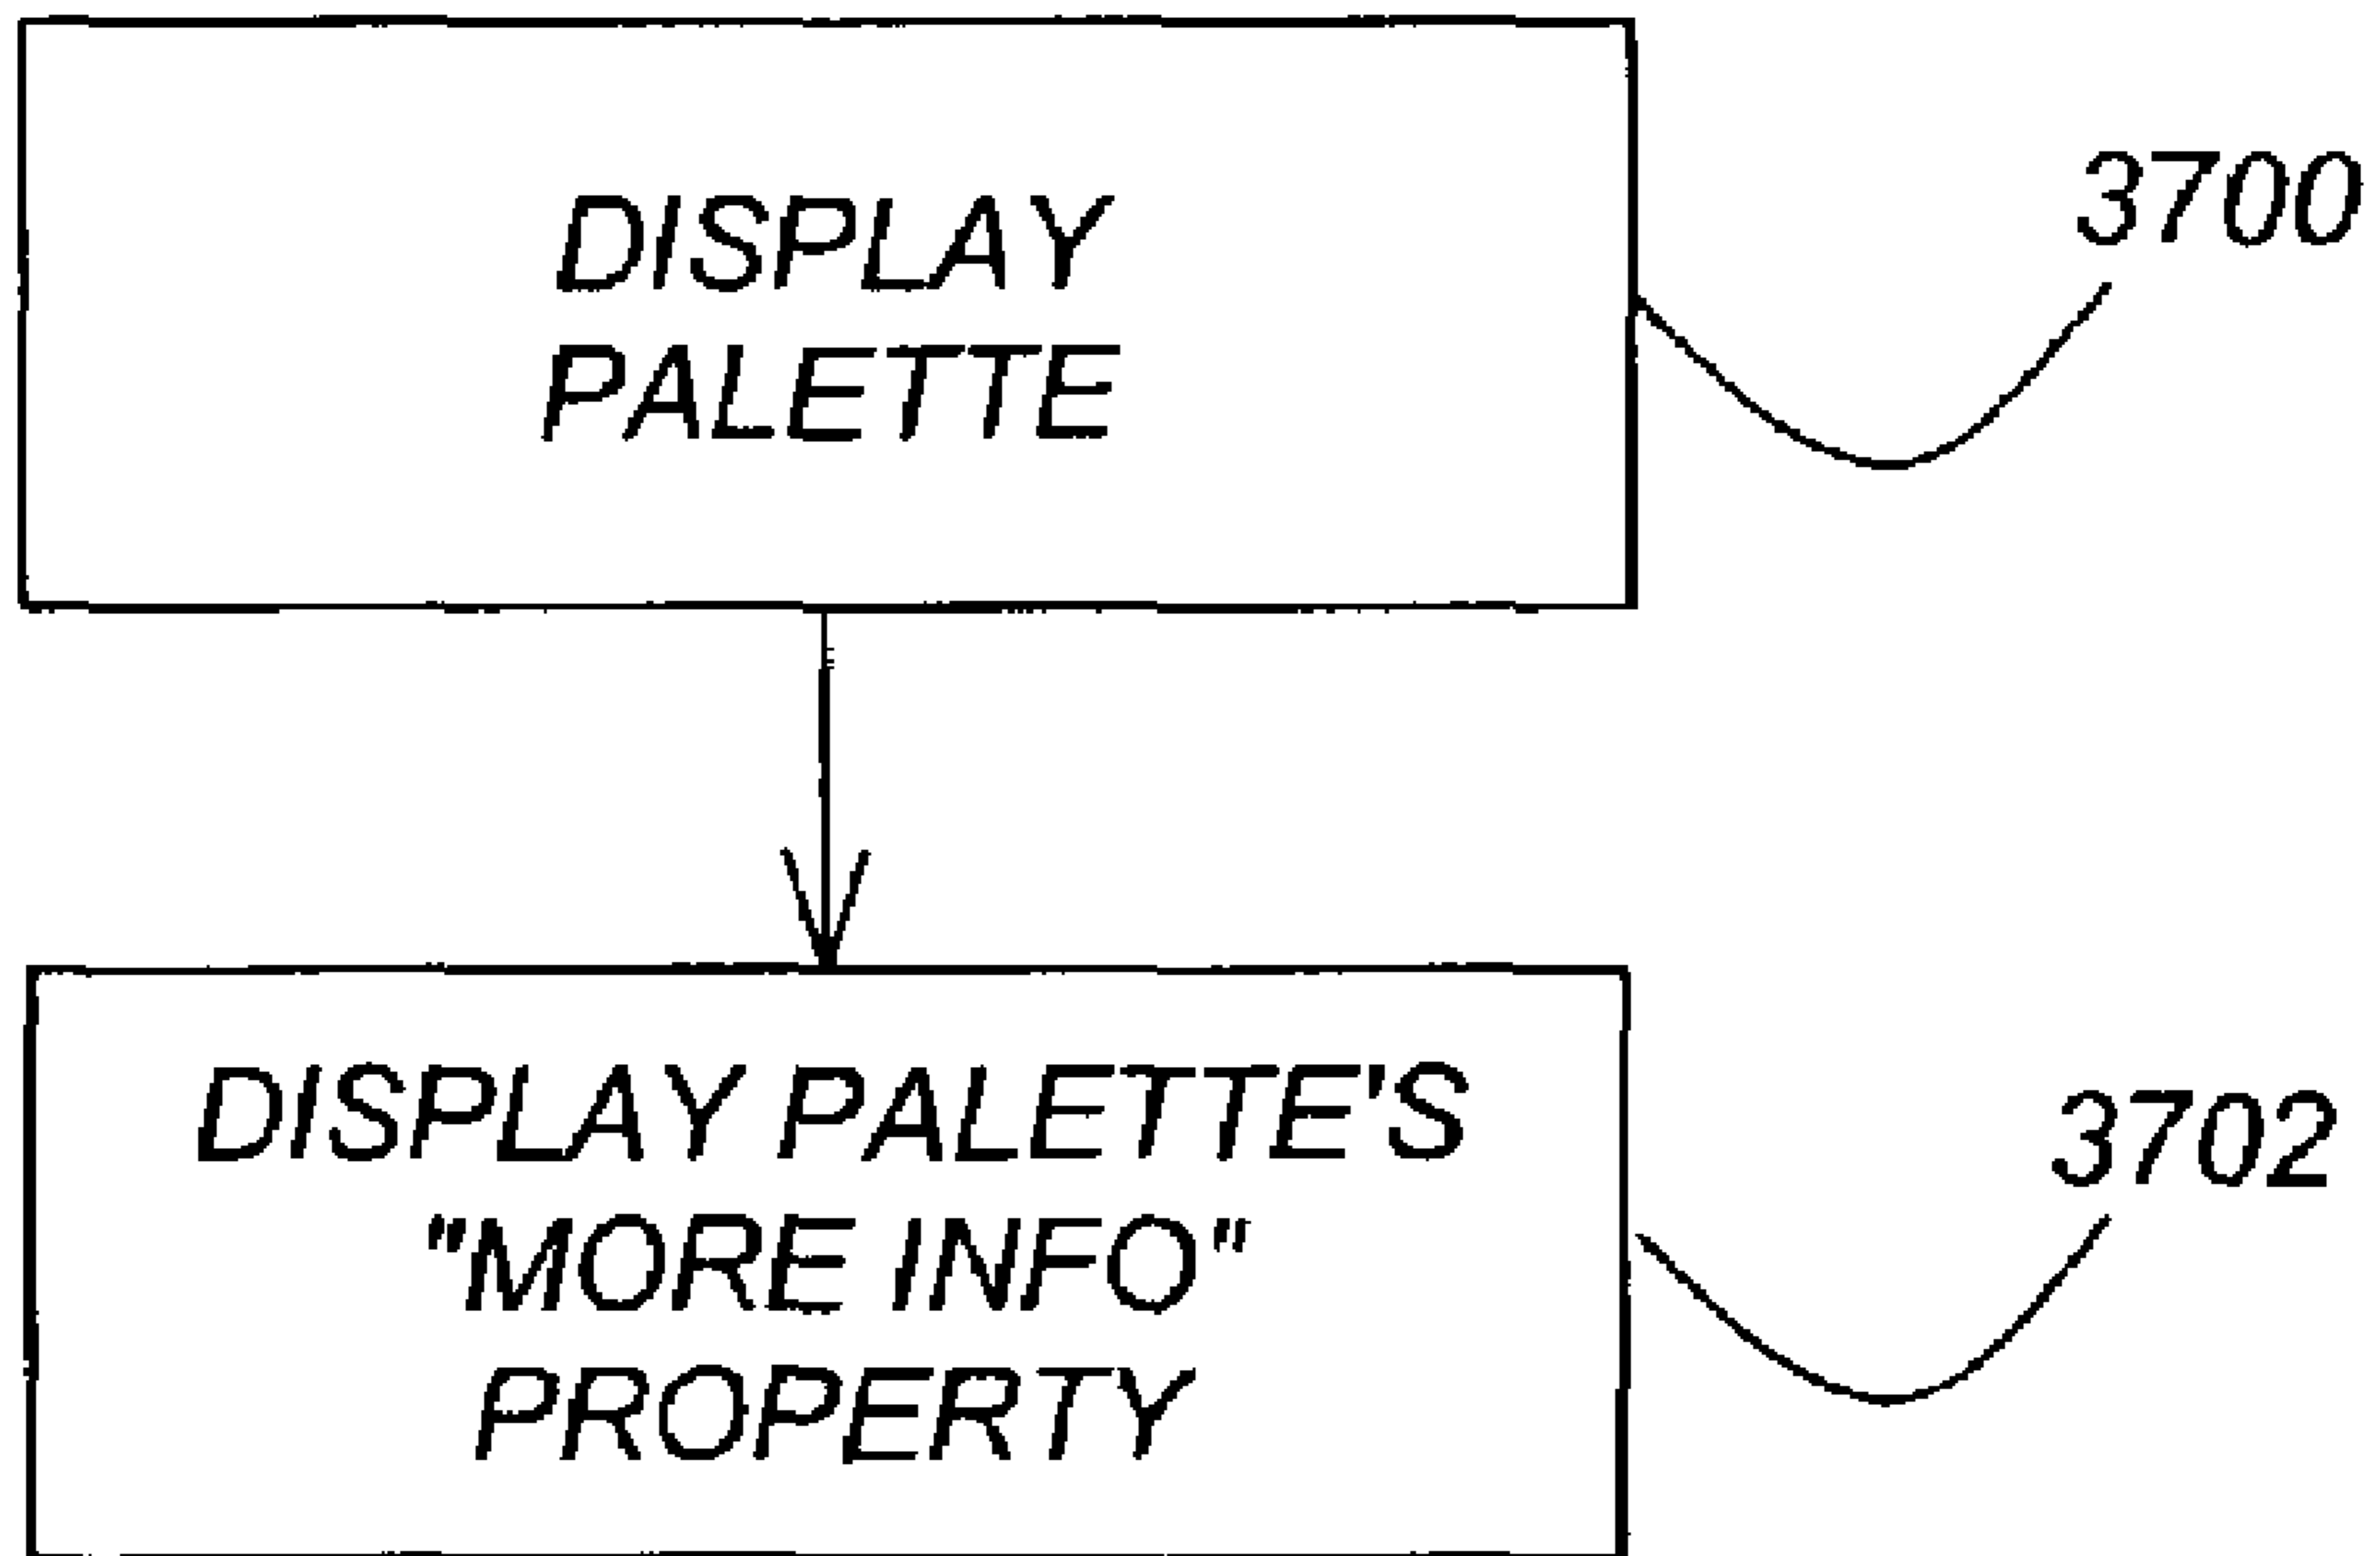 DISPLAY
PALETTE
3700
DISPLAY PALETTE'S
"MORE INFO"
PROPERTY
3702